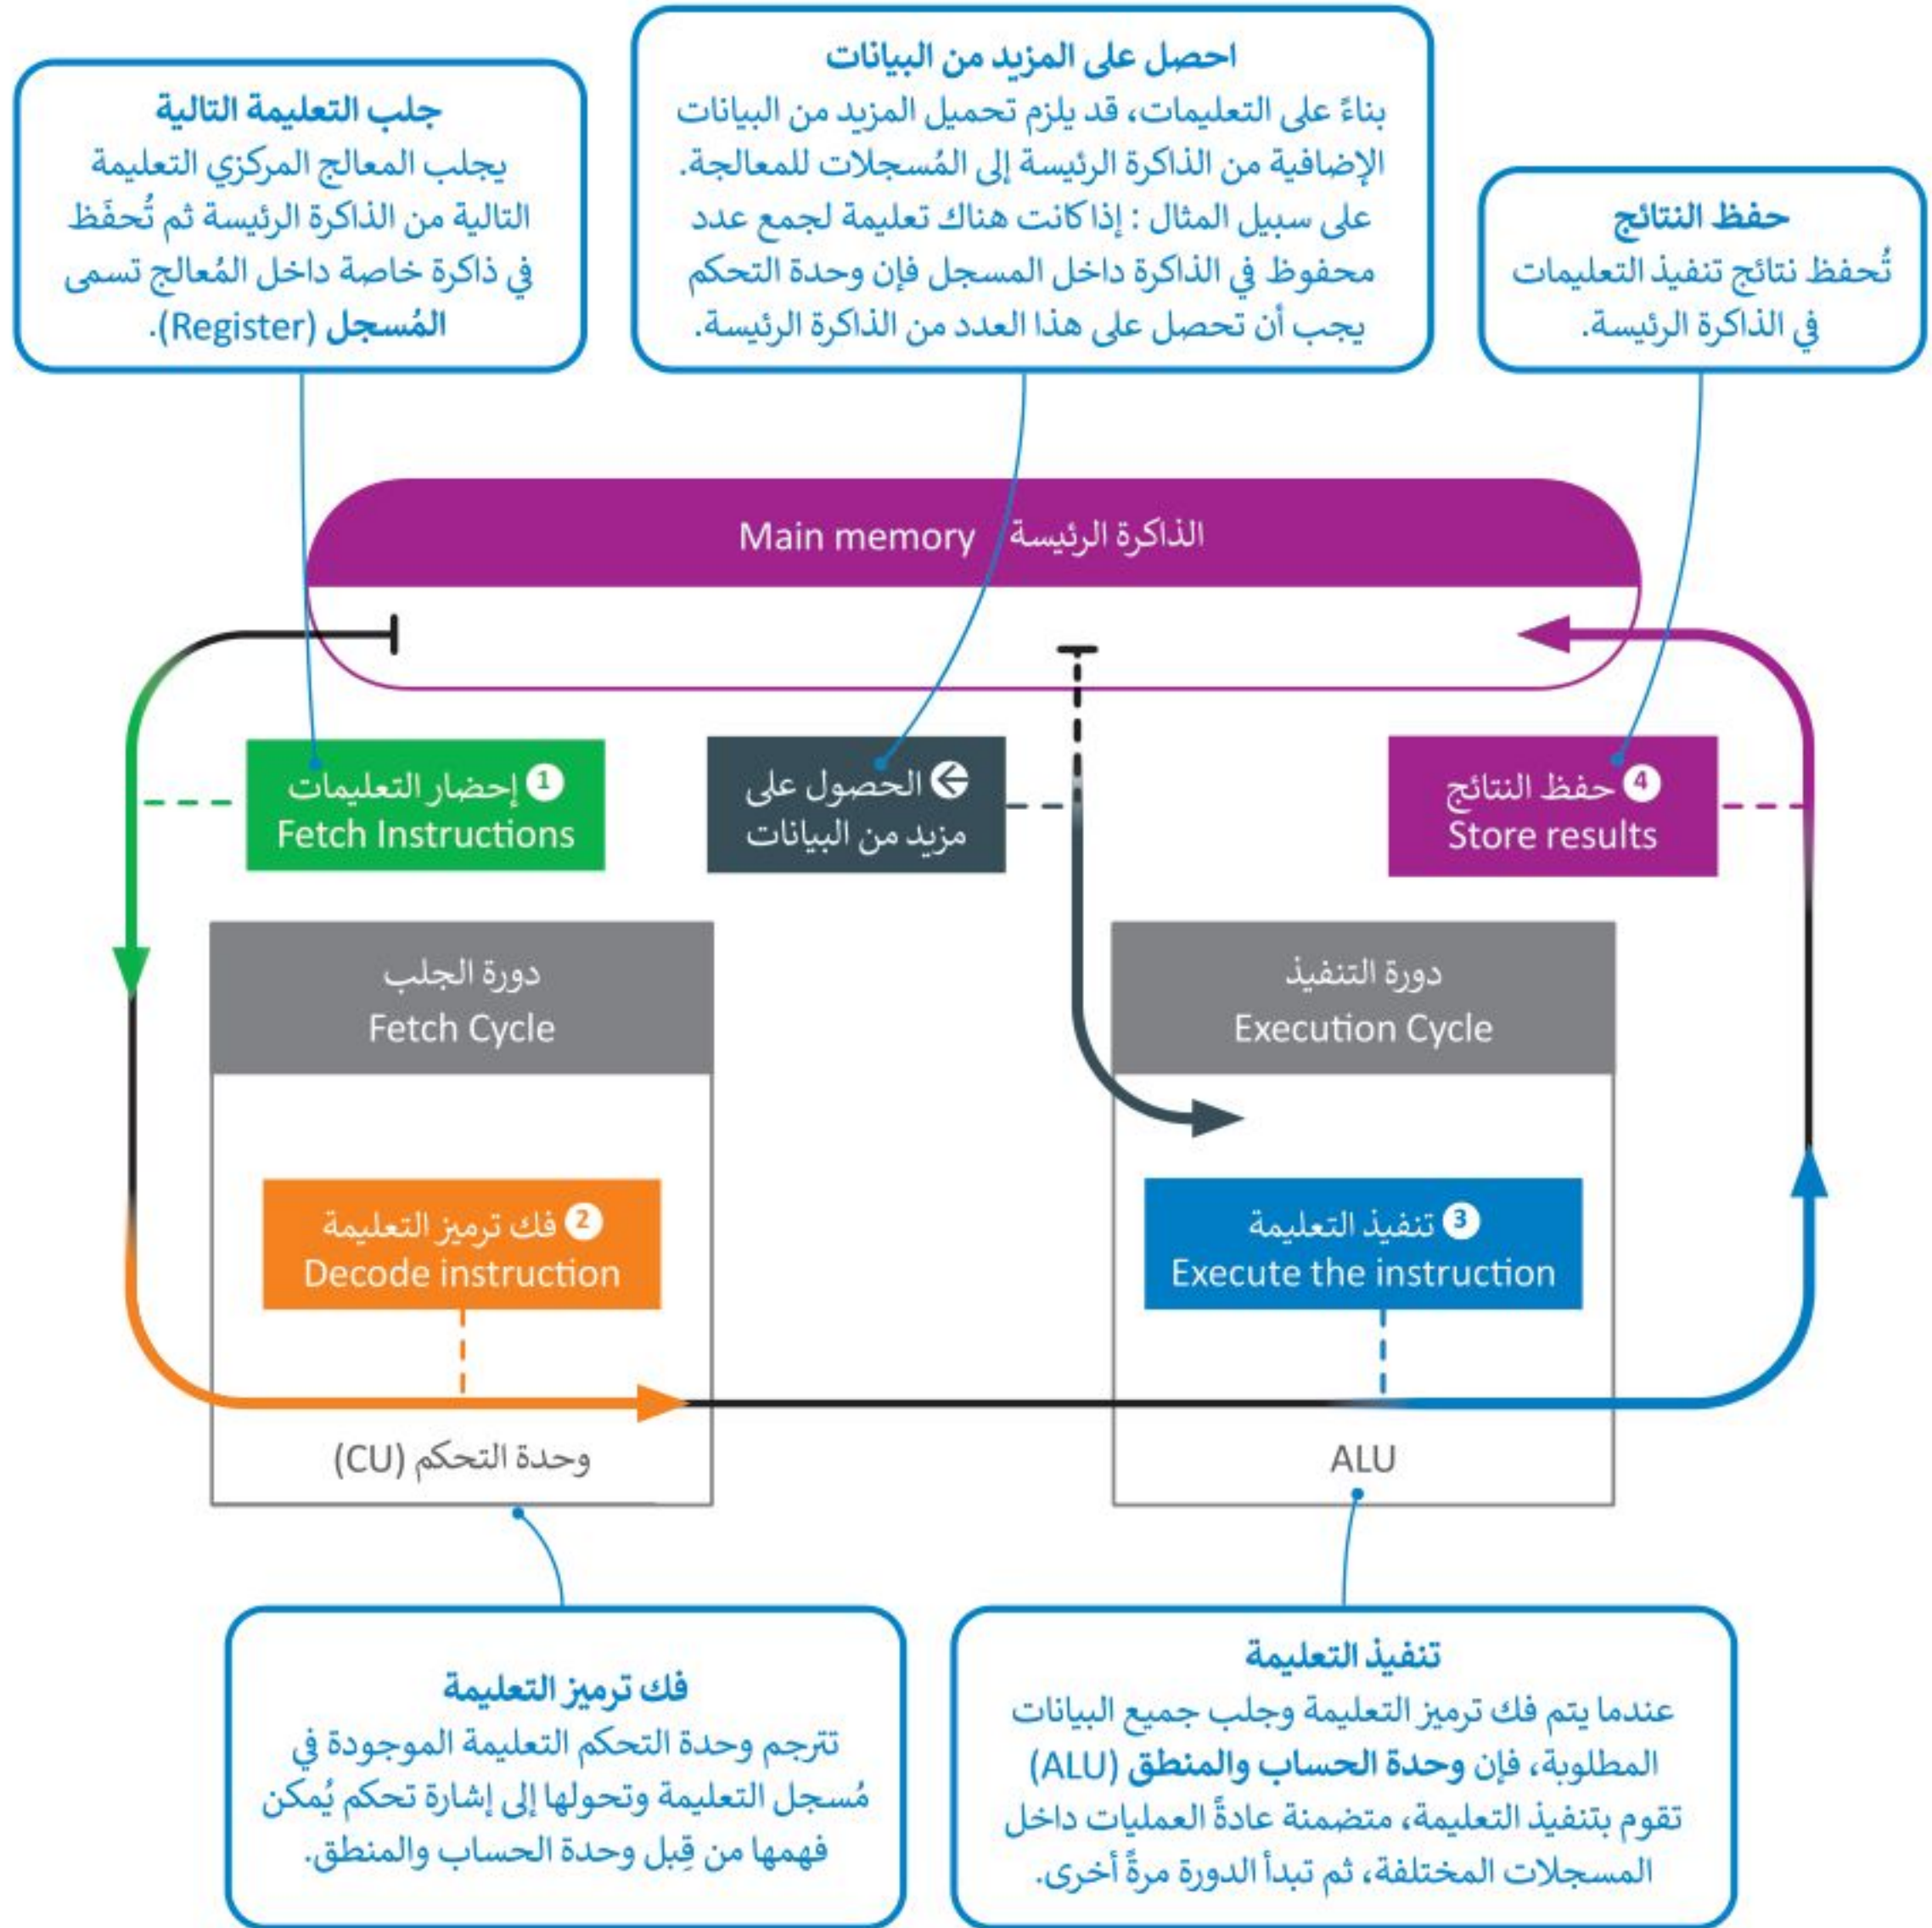 جلب التعليمة التالية
يجلب المعالج المركزي التعليمة
التالية من الذاكرة الرئيسة ثم تُحفَظ
في ذاكرة خاصة داخل المُعالج تسمى
المُسجل (Register).
احصل على المزيد من البيانات
بناءً على التعليمات، قد يلزم تحميل المزيد من البيانات
الإضافية من الذاكرة الرئيسة إلى المُسجلات للمعالجة.
على سبيل المثال : إذا كانت هناك تعليمة لجمع عدد
محفوظ في الذاكرة داخل المسجل فإن وحدة التحكم
يجب أن تحصل على هذا العدد من الذاكرة الرئيسة.
حفظ النتائج
تُحفظ نتائج تنفيذ التعليمات
في الذاكرة الرئيسة.
الذاكرة الرئيسة Main memory
1 إحضار التعليمات
Fetch Instructions
الحصول على
مزيد من البيانات
4 حفظ النتائج
Store results
دورة الجلب
Fetch Cycle
دورة التنفيذ
Execution Cycle
2 فك ترميز التعليمة
Decode instruction
3 تنفيذ التعليمة
Execute the instruction
وحدة التحكم (CU)
ALU
فك ترميز التعليمة
تترجم وحدة التحكم التعليمة الموجودة في
مُسجل التعليمة وتحولها إلى إشارة تحكم يُمكن
فهمها من قِبل وحدة الحساب والمنطق.
تنفيذ التعليمة
عندما يتم فك ترميز التعليمة وجلب جميع البيانات
المطلوبة، فإن وحدة الحساب والمنطق (ALU)
تقوم بتنفيذ التعليمة، متضمنة عادةً العمليات داخل
المسجلات المختلفة، ثم تبدأ الدورة مرةً أخرى.